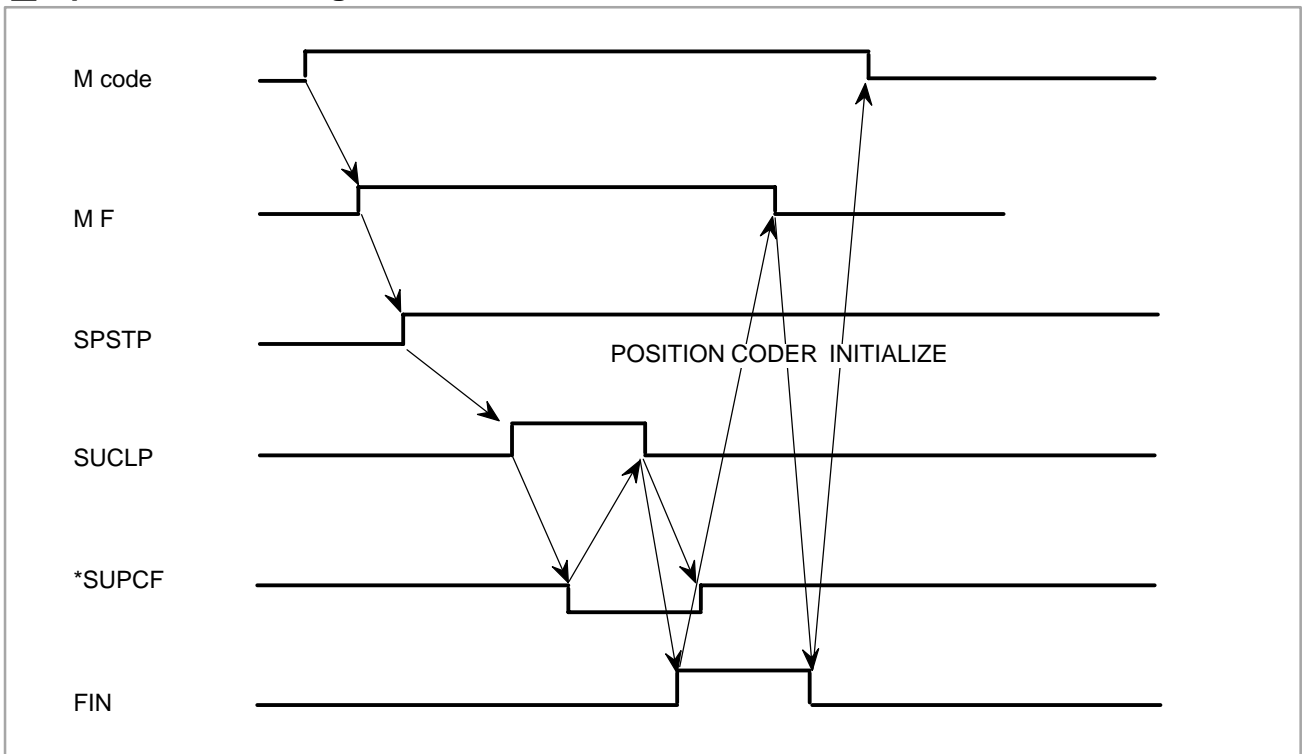 M code
M F
SPSTP
POSITION CODER INITIALIZE
SUCLP
*SUPCF
FIN